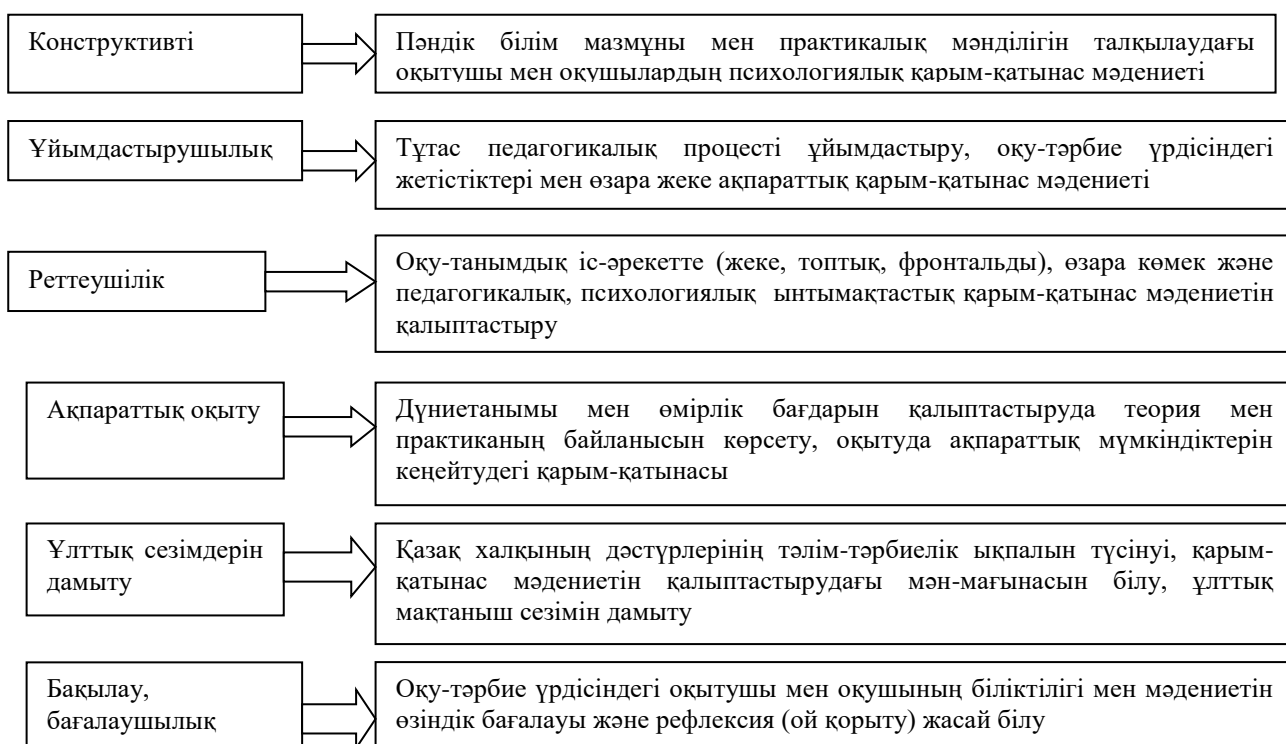 Конструктивті
Пәндік білім мазмұны мен практикалық мәнділігін талқылаудағы
оқытушы мен оқушылардың психологиялық қарым-қатынас мәдениеті
Ұйымдастырушылық
Тұтас педагогикалық процесті ұйымдастыру, оқу-тәрбие үрдісіндегі
жетістіктері мен өзара жеке ақпараттық қарым-қатынас мәдениеті
Реттеушілік
Оқу-танымдық іс-әрекетте (жеке, топтық, фронтальды), өзара көмек және
педагогикалық, психологиялық ынтымақтастық қарым-қатынас мәдениетін
қалыптастыру
Ақпараттық оқыту
Дүниетанымы мен өмірлік бағдарын қалыптастыруда теория мен
практиканың байланысын көрсету, оқытуда ақпараттық мүмкіндіктерін
кеңейтудегі қарым-қатынасы
Ұлттық сезімдерін
дамыту
Қазақ халқының дәстүрлерінің тәлім-тәрбиелік ықпалын түсінуі, қарым-
қатынас мәдениетін қалыптастырудағы мән-мағынасын білу, ұлттық
мақтаныш сезімін дамыту
Бақылау,
бағалаушылық
Оқу-тәрбие үрдісіндегі оқытушы мен оқушының біліктілігі мен мәдениетін
өзіндік бағалауы және рефлексия (ой қорыту) жасай білу